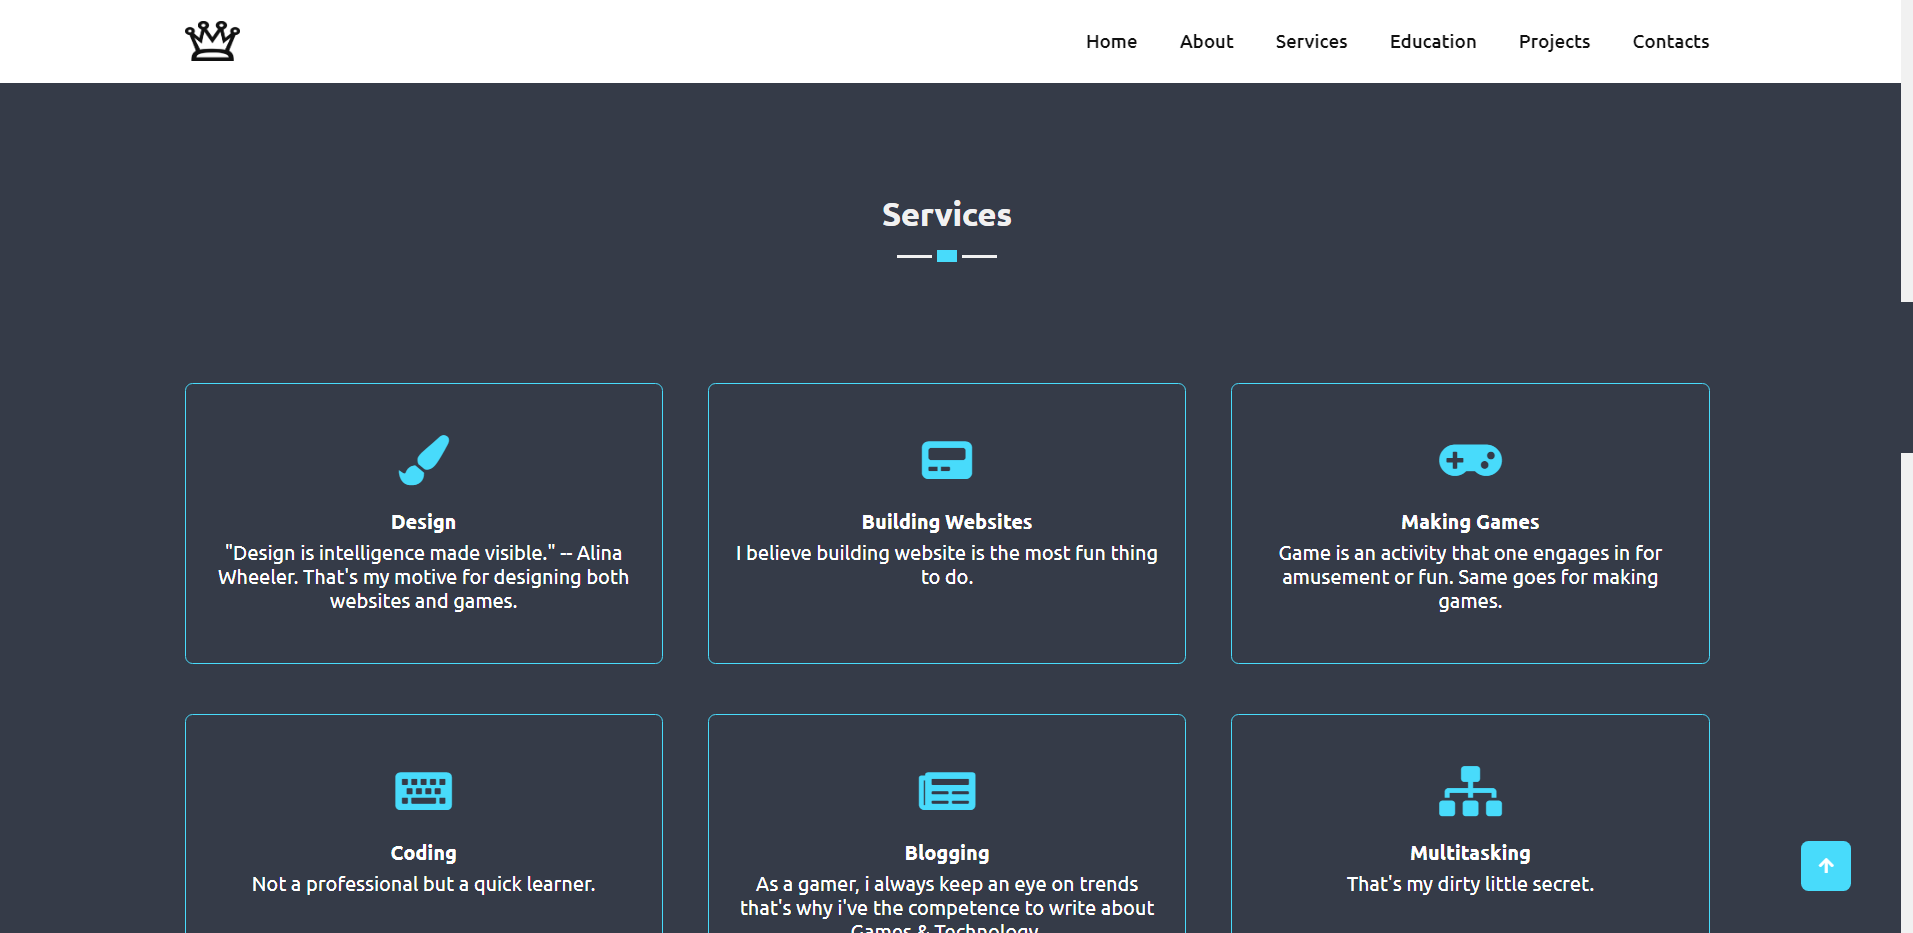 Home About Services Education Projects Contacts
Services
Design
"Design is intelligence made visible." -- Alina
Wheeler. That's my motive for designing both
websites and games.
Building Websites
I believe building website is the most fun thing
to do.
Making Games
Game is an activity that one engages in for
amusement or fun. Same goes for making
games.
Coding
Not a professional but a quick learner.
Blogging
As a gamer, i always keep an eye on trends
that's why i've the competence to write about
Games & Technology.
Multitasking
That's my dirty little secret.